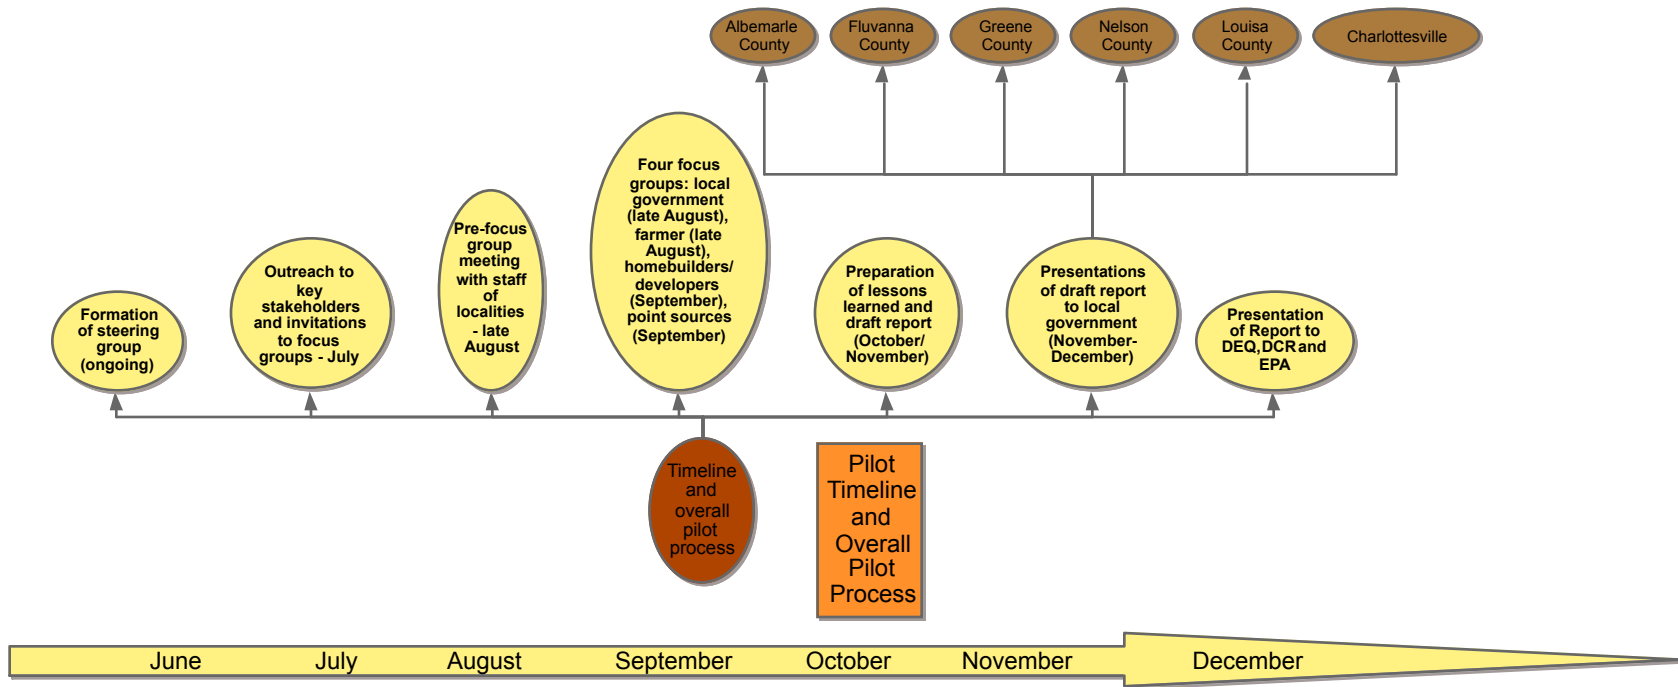 Albemarle
County
Fluvanna
County
Greene
County
Nelson
County
Louisa
County
Charlottesville
Formation
of steering
group
(ongoing)
Outreach to
key
stakeholders
and invitations
to focus
groups - July
Pre-focus
group
meeting
with staff
of
localities
- late
August
Four focus
groups: local
government
(late August),
farmer (late
August),
homebuilders/
developers
(September),
point sources
(September)
Preparation
of lessons
learned and
draft report
(October/
November)
Presentations
of draft report
to local
government
(November-
December)
Presentation
of Report to
DEQ,DCR and
EPA
Timeline
and
overall
pilot
process
Pilot
Timeline
and
Overall
Pilot
Process
June July August September October November December